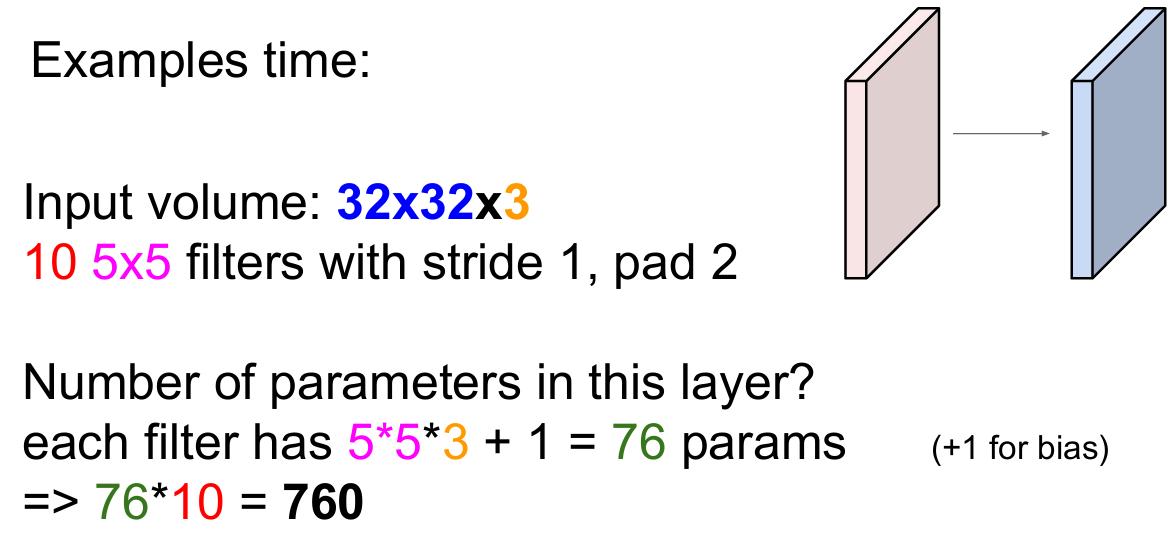 Examples time:
Input volume: 32x32x3
10 5x5 filters with stride 1, pad 2
Number of parameters in this layer?
each filter has 5*5*3 + 1 = 76 params (+1 for bias)
=> 76*10 = 760